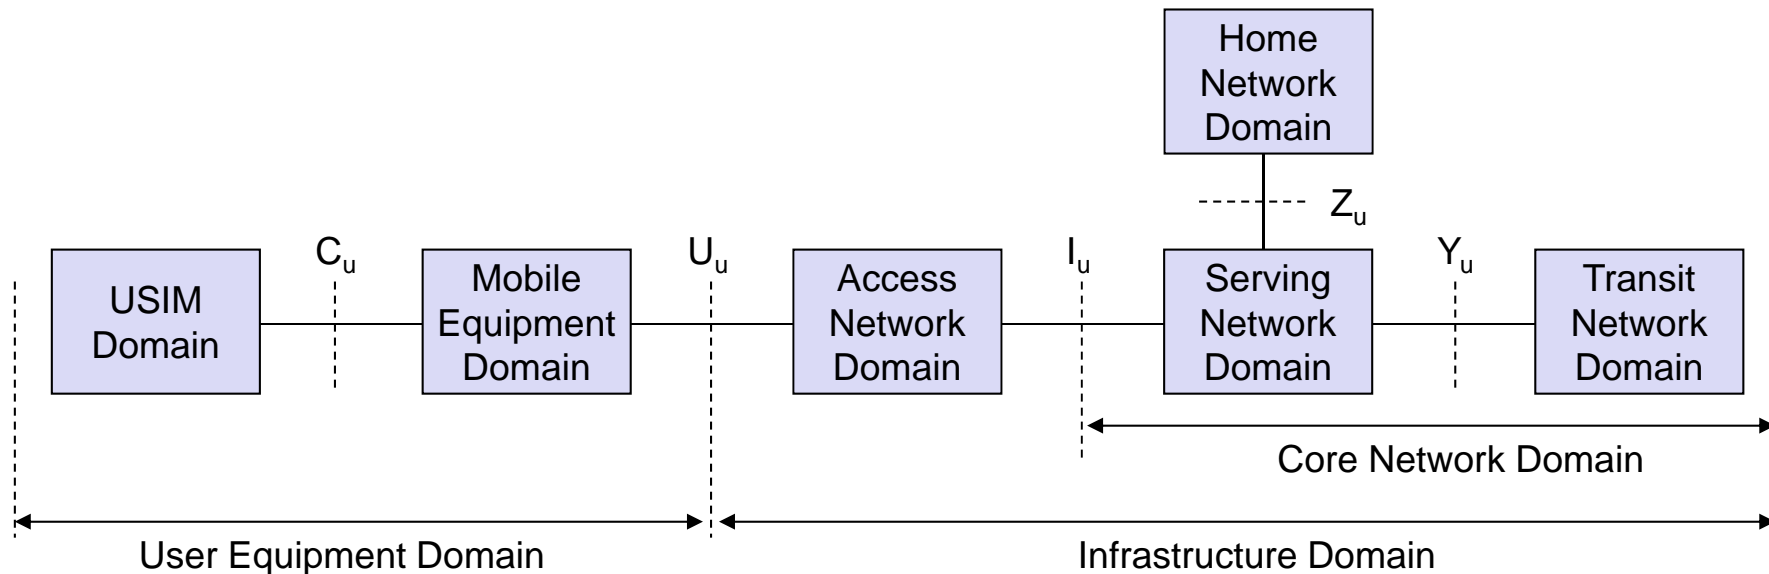 Home
Network
Domain
Zu
USIM
Domain
Cu
Mobile
Equipment
Domain
Uu
Access
Network
Domain
Iu
Serving
Network
Domain
Yu
Transit
Network
Domain
Core Network Domain
User Equipment Domain
Infrastructure Domain